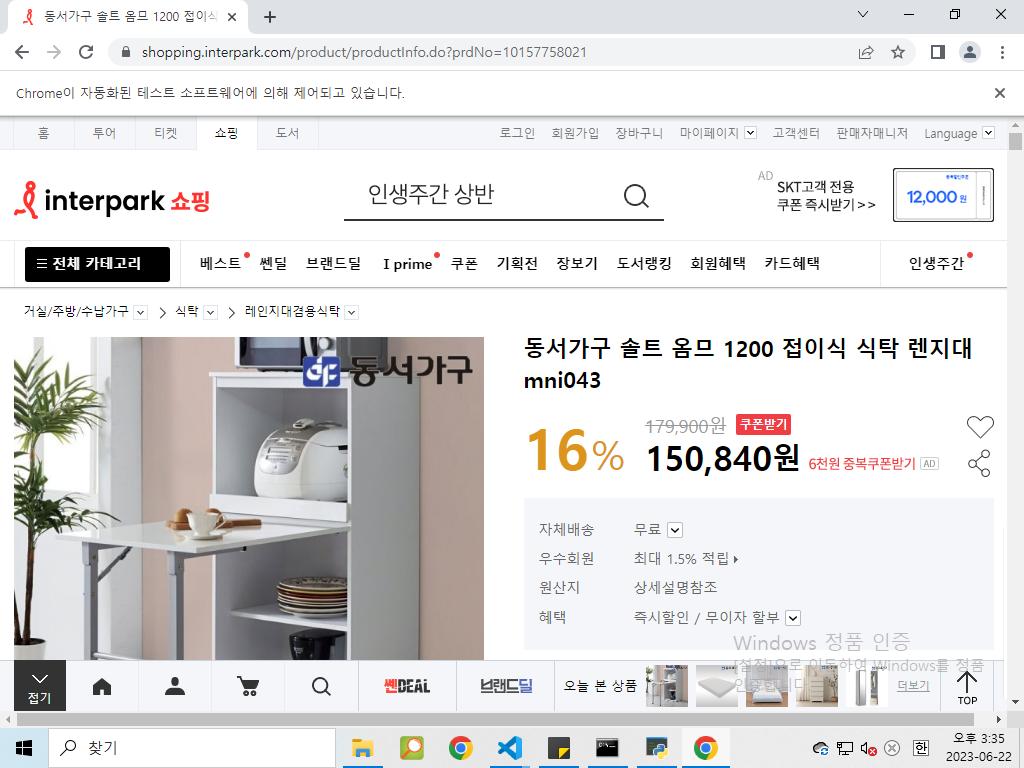 동서가구 솔트 옴므 1200 접이식
shopping.interpark.com/product/productInfo.do?prdNo=10157758021
Chrome이 자동화된 테스트 소프트웨어에 의해 제어되고 있습니다.
홈 투어 티켓 쇼핑 도서 로그인 회원가입 장바구니 마이페이지 고객센터 판매자매니저 Language
interpark 쇼핑 인생주간 상반 AD SKT고객 전용 쿠폰 즉시받기>> 12,000원
전체 카테고리 베스트 쎈딜 브랜드딜 I prime 쿠폰 기획전 장보기 도서랭킹 회원혜택 카드혜택 인생주간
거실/주방/수납가구 > 식탁 > 레인지대겸용식탁
동서가구
동서가구 솔트 옴므 1200 접이식 식탁 렌지대
mni043
16% 179,900원 쿠폰받기
150,840원 6천원 중복쿠폰받기 AD
자체배송 무료
우수회원 최대 1.5% 적립
원산지 상세설명참조
혜택 즉시할인 / 무이자 할부
Windows 정품 인증
[설정]으로 이동하여 Windows를 정품 인증합니다
접기 쎈DEAL 브랜드딜 오늘 본 상품 더보기 TOP
찾기
한 오후 3:35
2023-06-22